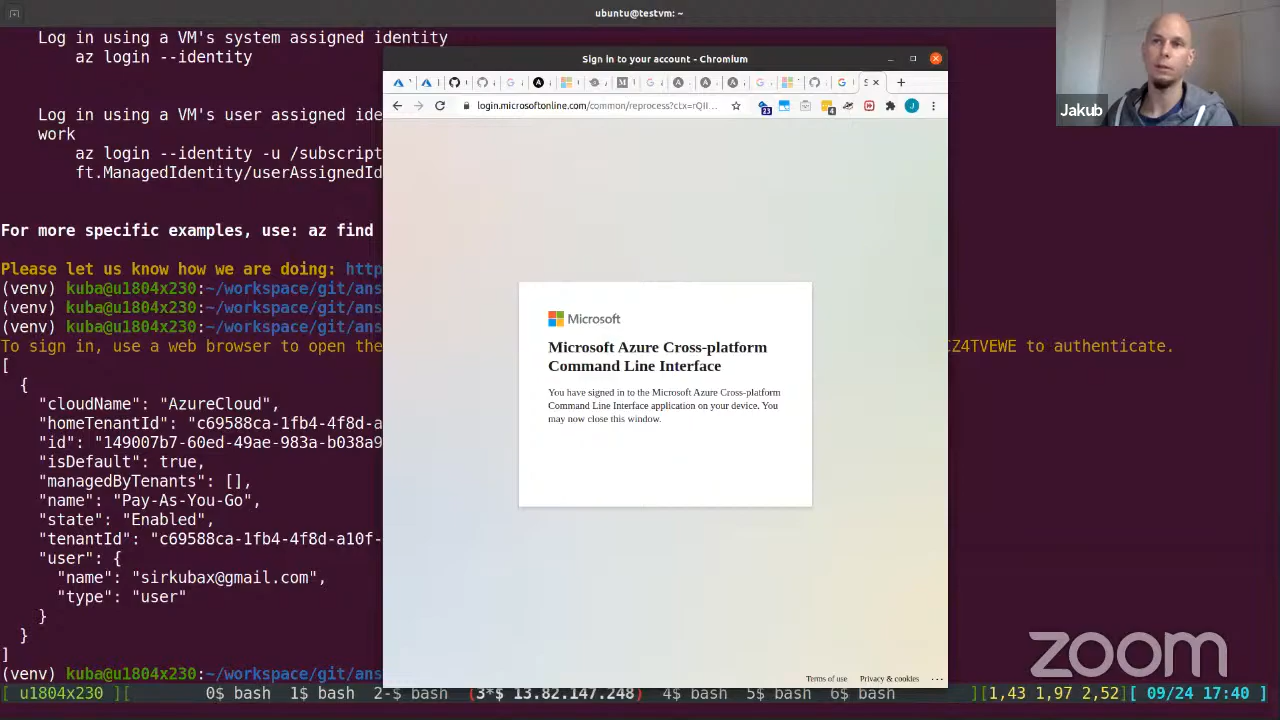 ubuntu@testvm: ~
Log in using a VM's system assigned identity
az login --identity
Log in using a VM's user assigned ide
work
az login --identity -u /subscript
ft.ManagedIdentity/userAssignedId
For more specific examples, use: az find
Please let us know how we are doing: http
(venv) kuba@u1804x230:~/workspace/git/ans
(venv) kuba@u1804x230:~/workspace/git/ans
(venv) kuba@u1804x230:~/workspace/git/ans
To sign in, use a web browser to open the
CZ4TVEWE to authenticate.
[
{
"cloudName": "AzureCloud",
"homeTenantId": "c69588ca-1fb4-4f8d-a
"id": "149007b7-60ed-49ae-983a-b038a9
"isDefault": true,
"managedByTenants": [],
"name": "Pay-As-You-Go",
"state": "Enabled",
"tenantId": "c69588ca-1fb4-4f8d-a10f-
"user": {
"name": "sirkubax@gmail.com",
"type": "user"
}
}
]
(venv) kuba@u1804x230:~/workspace/git/ans
[ u1804x230 ][ 0$ bash 1$ bash 2-$ bash (3*$ 13.82.147.248) 4$ bash 5$ bash 6$ bash ][1,43 1,97 2,52][ 09/24 17:40 ]
Sign in to your account - Chromium
login.microsoftonline.com/common/reprocess?ctx=rQII...
23
4
J
Microsoft
Microsoft Azure Cross-platform
Command Line Interface
You have signed in to the Microsoft Azure Cross-platform
Command Line Interface application on your device. You
may now close this window.
Terms of use Privacy & cookies ...
Jakub
zoom